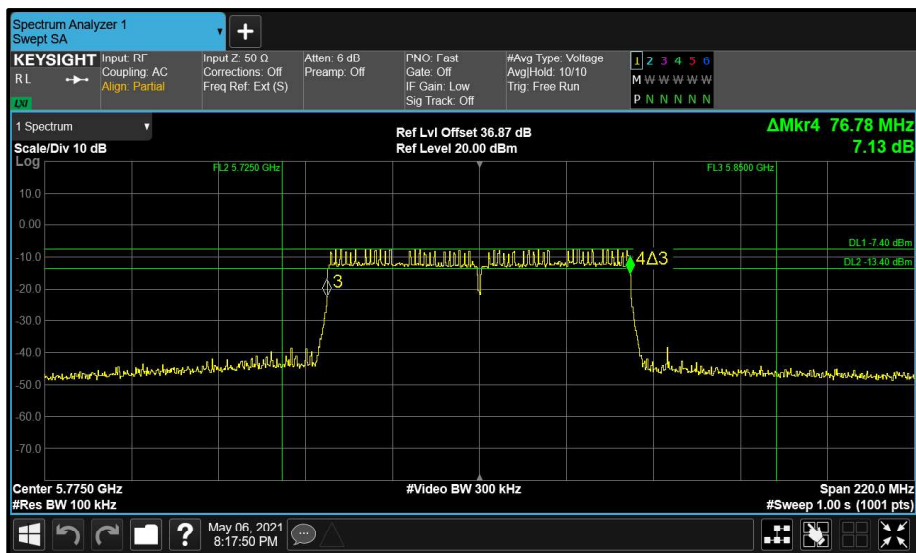 Spectrum Analyzer 1
Swept SA
KEYSIGHT Input: RF Input Z: 50 Ω Atten: 6 dB PNO: Fast #Avg Type: Voltage 1 2 3 4 5 6
RL Coupling: AC Corrections: Off Preamp: Off Gate: Off Avg|Hold: 10/10 M W W W W W
Align: Partial Freq Ref: Ext (S) IF Gain: Low Trig: Free Run
LXI Sig Track: Off P N N N N N
1 Spectrum Ref Lvl Offset 36.87 dB ΔMkr4 76.78 MHz
Scale/Div 10 dB Ref Level 20.00 dBm 7.13 dB
Log FL2 5.7250 GHz FL3 5.8500 GHz
10.0
0.00
DL1 -7.40 dBm
-10.0 4Δ3 DL2 -13.40 dBm
-20.0 3
-30.0
-40.0
-50.0
-60.0
-70.0
Center 5.7750 GHz #Video BW 300 kHz Span 220.0 MHz
#Res BW 100 kHz #Sweep 1.00 s (1001 pts)
? May 06, 2021
8:17:50 PM